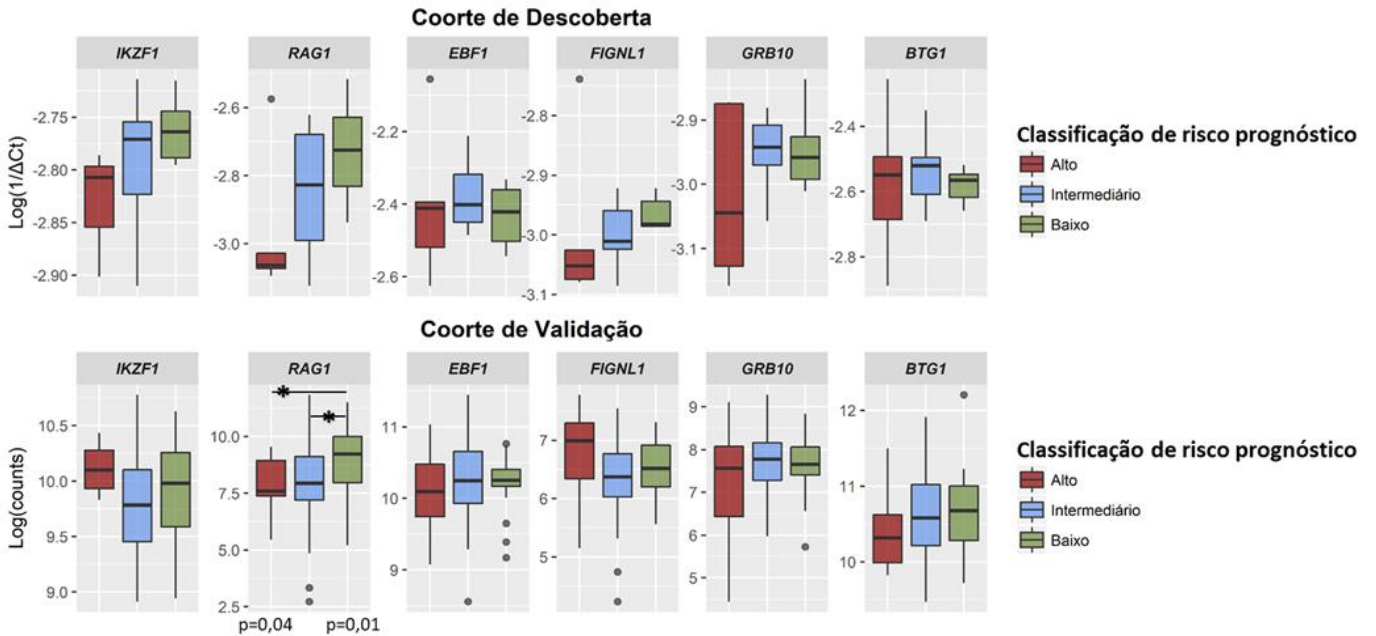 Coorte de Descoberta
IKZF1 RAG1 EBF1 FIGNL1 GRB10 BTG1
Log(1/ΔCt)
-2.75
-2.80
-2.85
-2.90
-2.6
-2.8
-3.0
-2.2
-2.4
-2.6
-2.8
-2.9
-3.0
-3.1
-2.9
-3.0
-3.1
-2.4
-2.6
-2.8
Classificação de risco prognóstico
Alto
Intermediário
Baixo
Coorte de Validação
IKZF1 RAG1 EBF1 FIGNL1 GRB10 BTG1
Log(counts)
10.5
10.0
9.5
9.0
10.0
7.5
5.0
2.5
* 
*
11
10
9
7
6
5
9
8
7
6
5
12
11
10
p=0,04 p=0,01
Classificação de risco prognóstico
Alto
Intermediário
Baixo